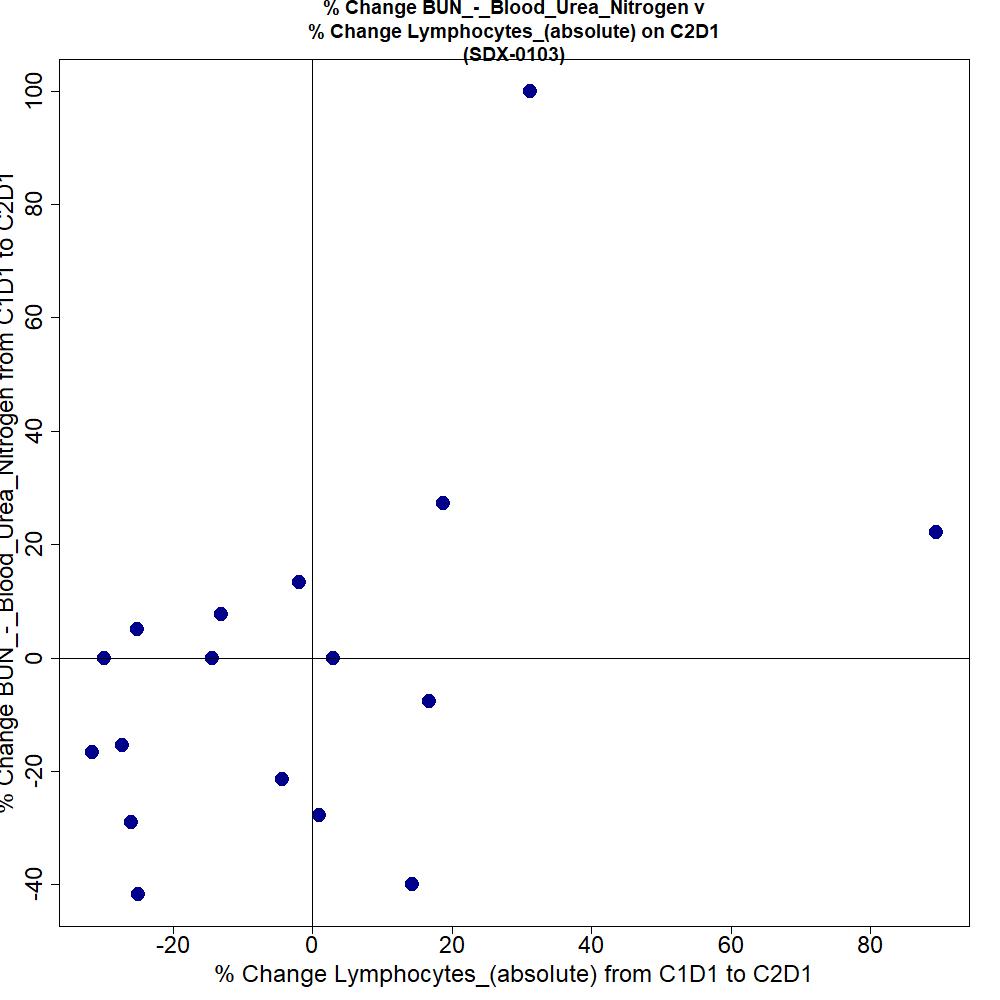 % Change BUN_-_Blood_Urea_Nitrogen v
% Change Lymphocytes_(absolute) on C2D1
(SDX-0103)
% Change BUN_-_Blood_Urea_Nitrogen from C1D1 to C2D1
100
80
60
40
20
0
-20
-40
-20
0
20
40
60
80
% Change Lymphocytes_(absolute) from C1D1 to C2D1